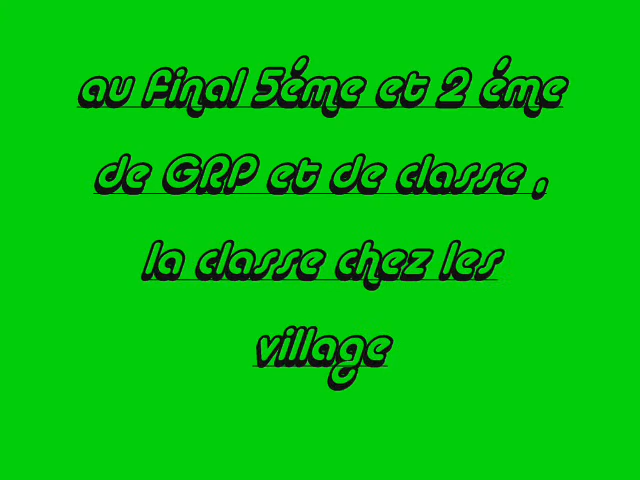 au final 5éme et 2 éme
de GRP et de classe ,
la classe chez les
village